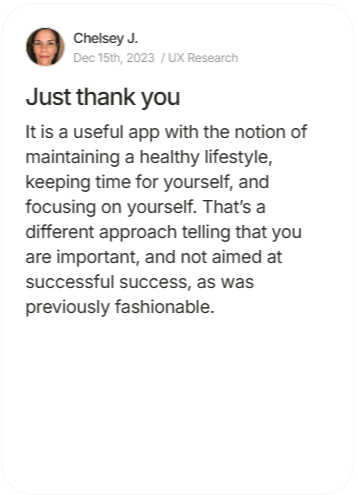 Chelsey J.
Dec 15th, 2023 / UX Research
Just thank you
It is a useful app with the notion of
maintaining a healthy lifestyle,
keeping time for yourself, and
focusing on yourself. That’s a
different approach telling that you
are important, and not aimed at
successful success, as was
previously fashionable.